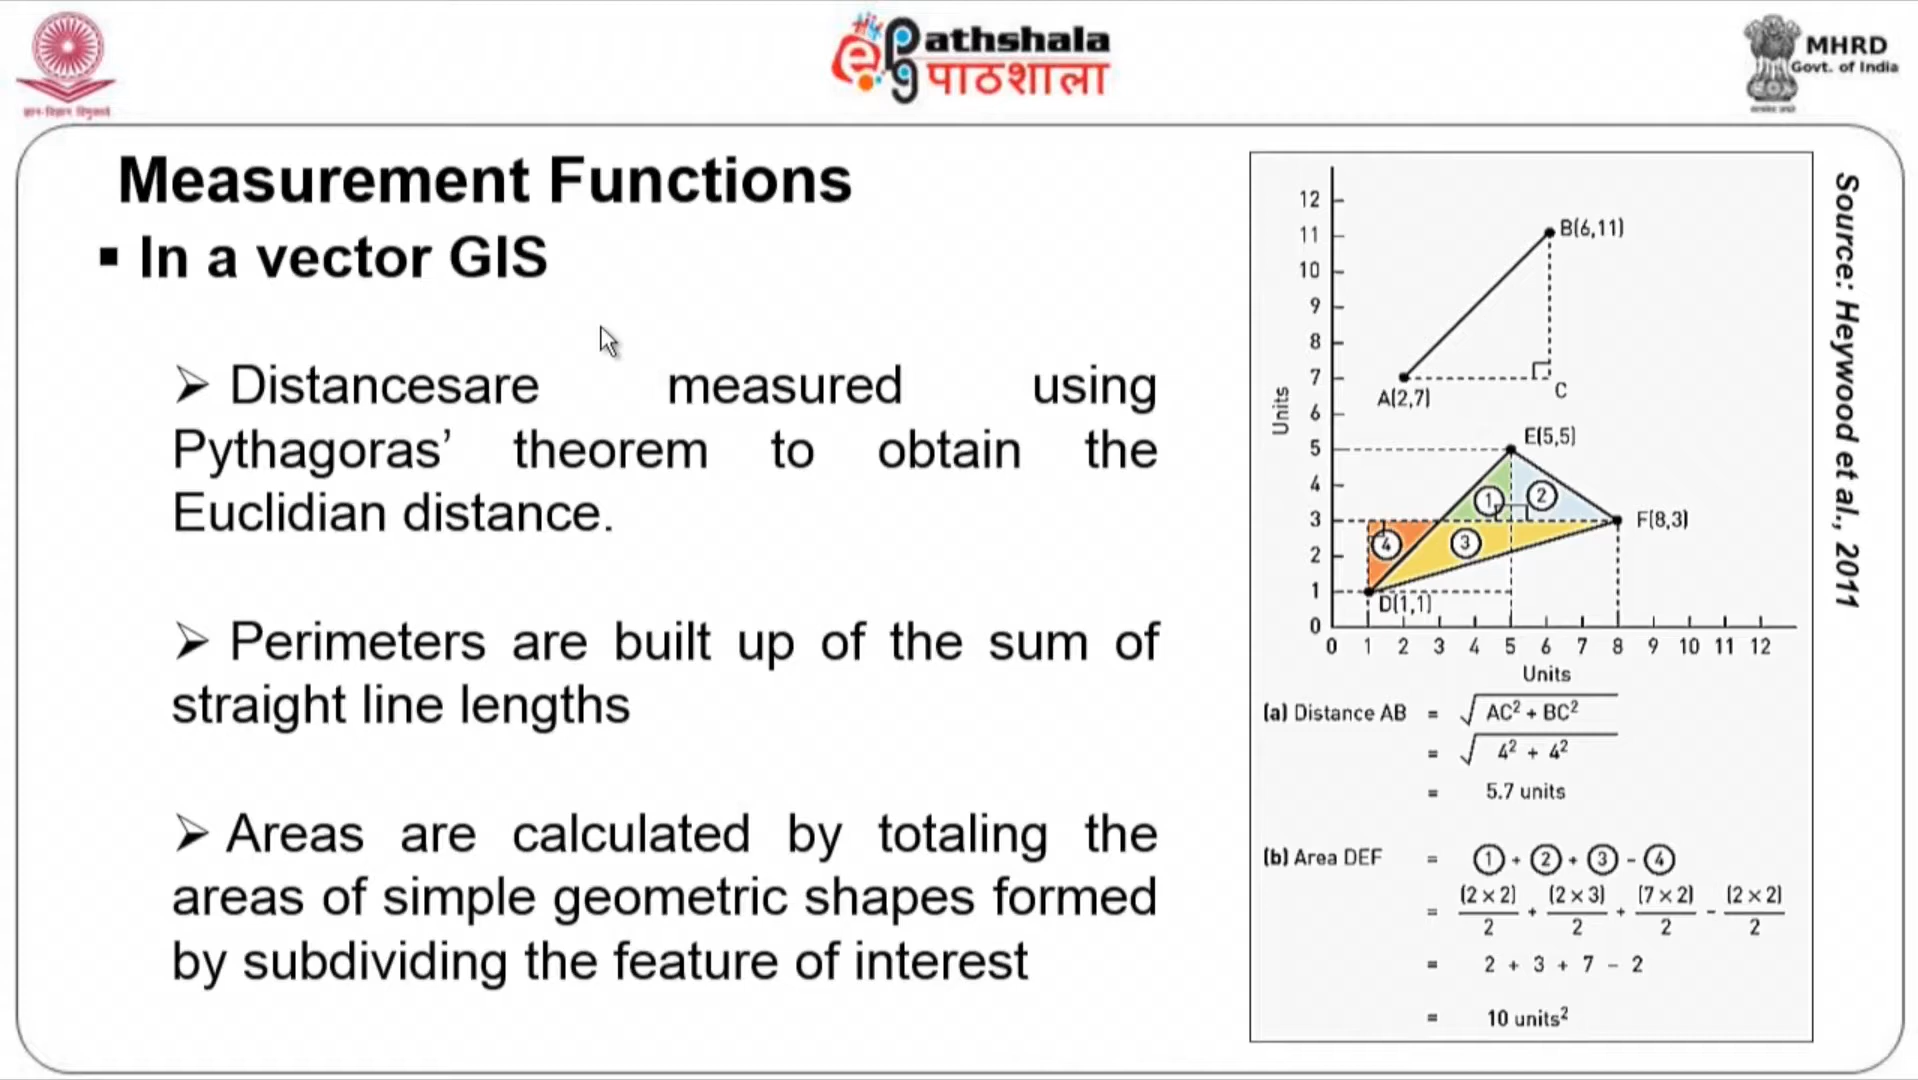 ज्ञान-विज्ञान विमुक्तये
ePathshala
pg पाठशाला
MHRD
Govt. of India
सत्यमेव जयते
Measurement Functions
▪ In a vector GIS
➢ Distancesare measured using
Pythagoras’ theorem to obtain the
Euclidian distance.
➢ Perimeters are built up of the sum of
straight line lengths
➢ Areas are calculated by totaling the
areas of simple geometric shapes formed
by subdividing the feature of interest
12
11
10
9
8
7
6
5
4
3
2
1
0
Units
B(6,11)
A(2,7)
C
E(5,5)
① ②
F(8,3)
④ ③
D(1,1)
0 1 2 3 4 5 6 7 8 9 10 11 12
Units
(a) Distance AB = √AC² + BC²
= √4² + 4²
= 5.7 units
(b) Area DEF = ① + ② + ③ - ④
= (2 × 2)/2 + (2 × 3)/2 + (7 × 2)/2 - (2 × 2)/2
= 2 + 3 + 7 - 2
= 10 units²
Source: Heywood et al., 2011